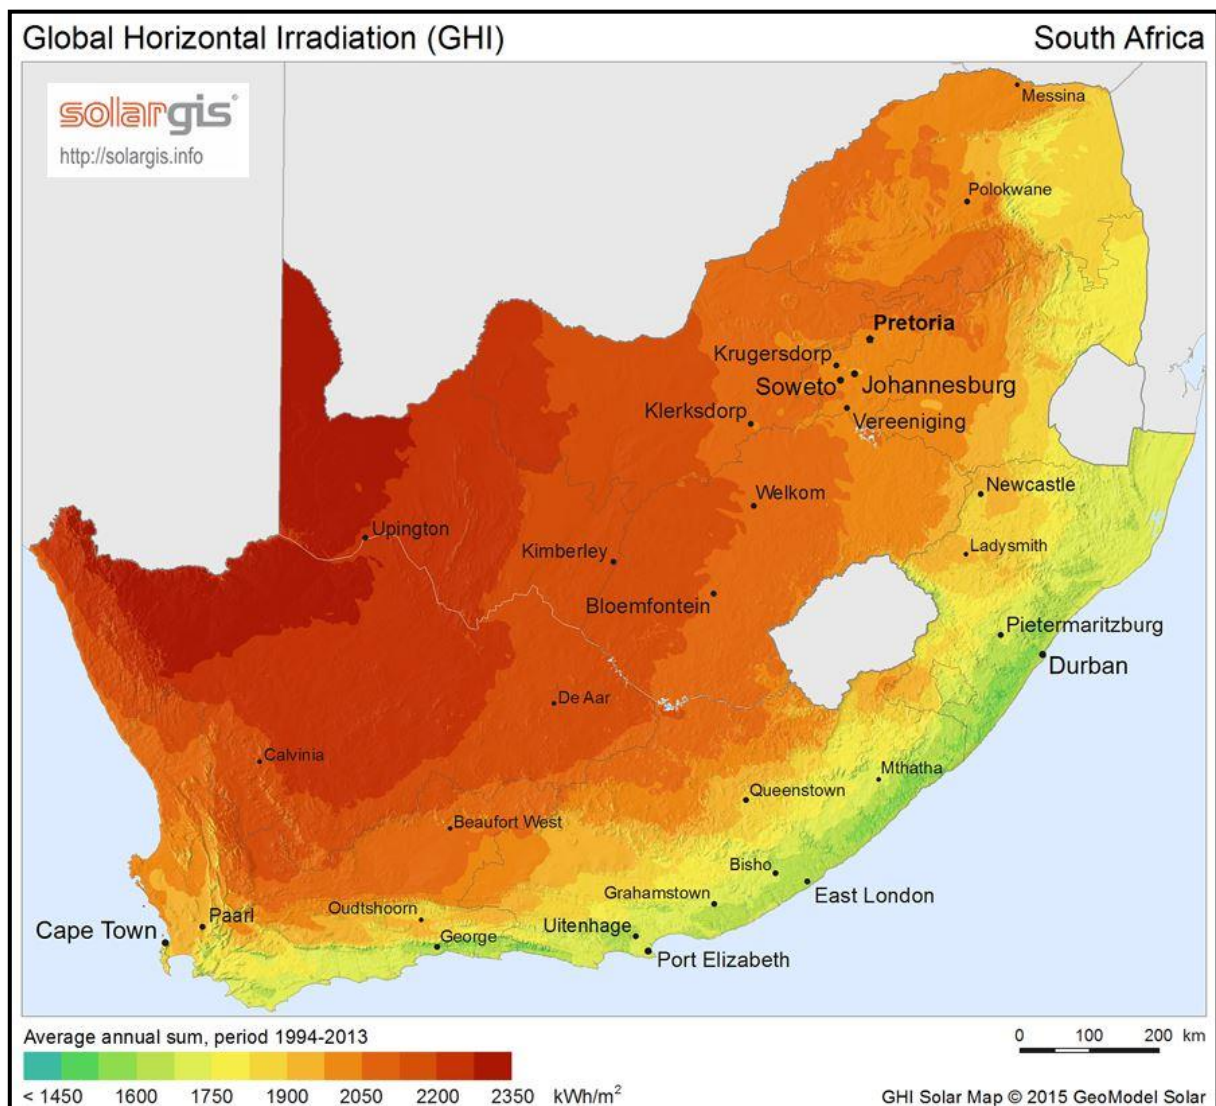 Global Horizontal Irradiation (GHI)
South Africa
solargis
http://solargis.info
Messina
Polokwane
Pretoria
Krugersdorp
Soweto
Johannesburg
Klerksdorp
Vereeniging
Welkom
Newcastle
Upington
Kimberley
Ladysmith
Bloemfontein
Pietermaritzburg
Durban
De Aar
Calvinia
Mthatha
Queenstown
Beaufort West
Bisho
East London
Grahamstown
Oudtshoorn
Paarl
Cape Town
Uitenhage
George
Port Elizabeth
Average annual sum, period 1994-2013
0 100 200 km
< 1450 1600 1750 1900 2050 2200 2350 kWh/m²
GHI Solar Map © 2015 GeoModel Solar